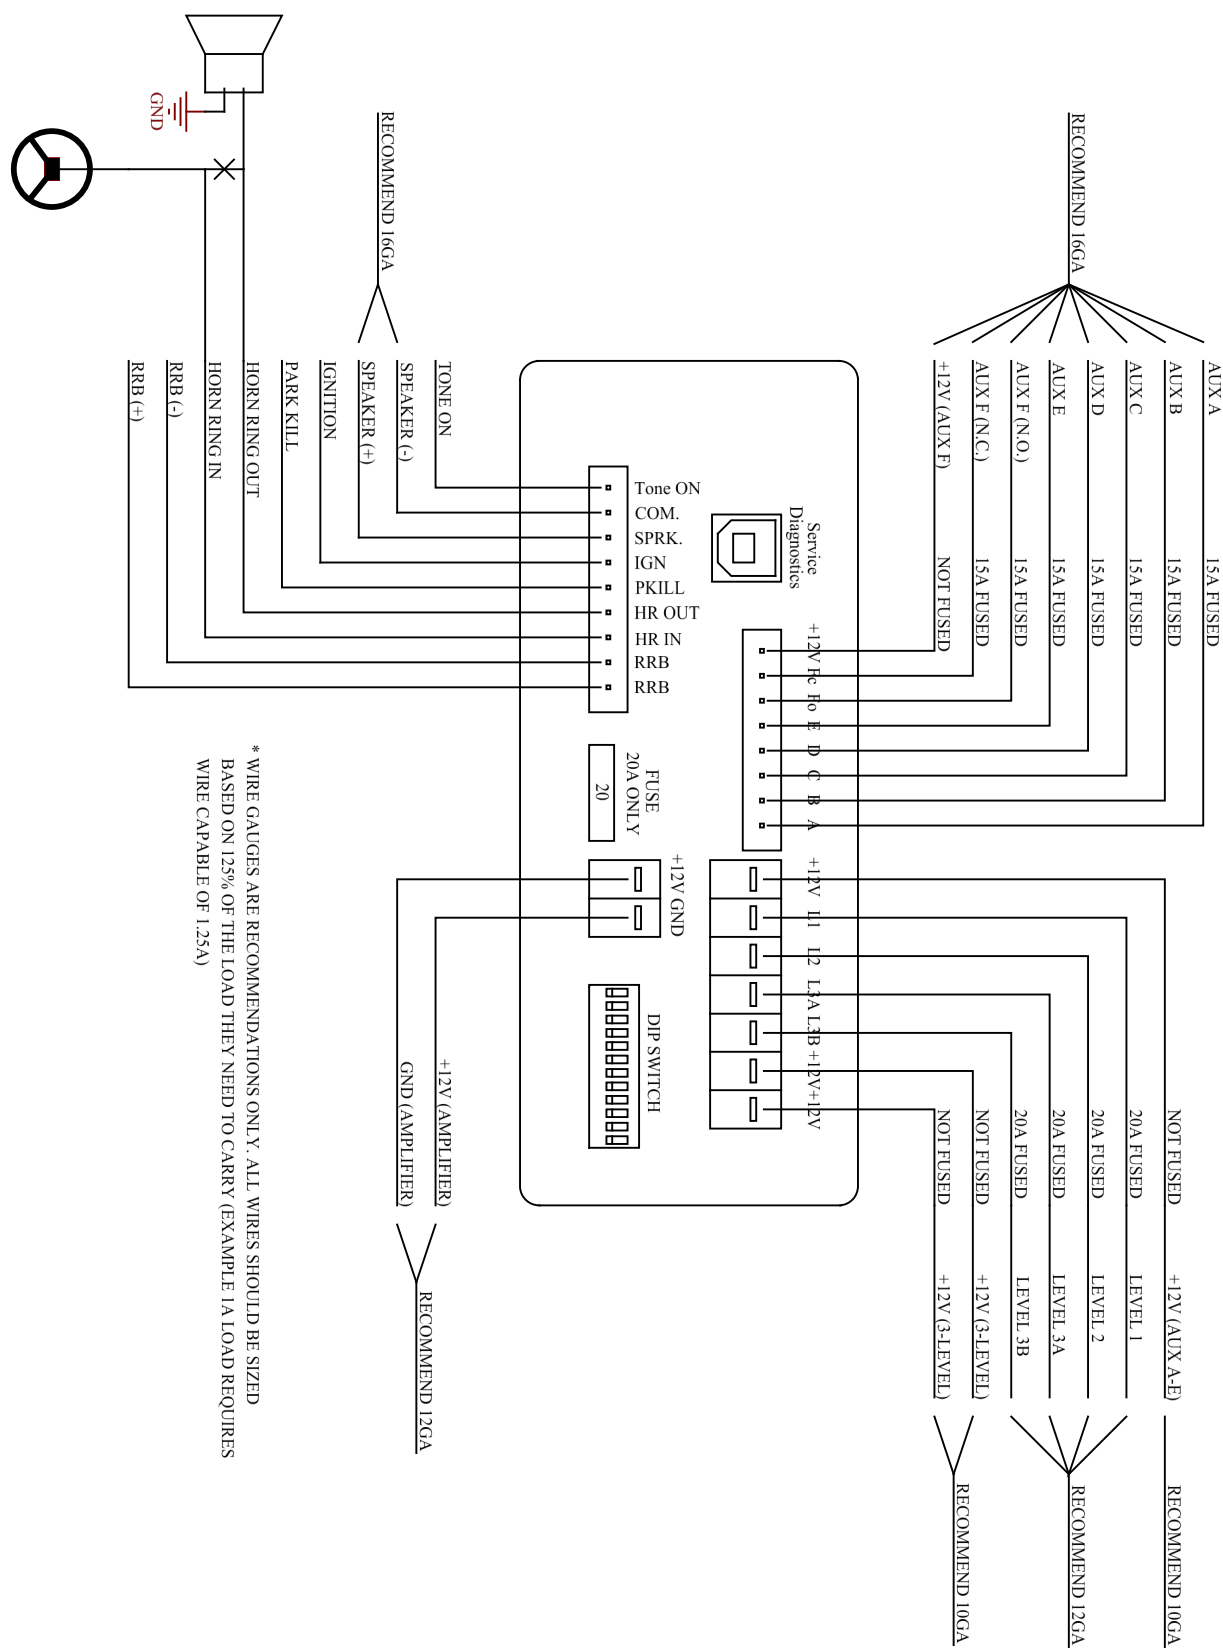 RECOMMEND 16GA
AUX A
AUX B
AUX C
AUX D
AUX E
AUX F (N.O.)
AUX F (N.C.)
+12V (AUX F)
15A FUSED
15A FUSED
15A FUSED
15A FUSED
15A FUSED
15A FUSED
15A FUSED
NOT FUSED
NOT FUSED
20A FUSED
20A FUSED
20A FUSED
20A FUSED
NOT FUSED
NOT FUSED
+12V (AUX A-E)
LEVEL 1
LEVEL 2
LEVEL 3A
LEVEL 3B
+12V (3-LEVEL)
+12V (3-LEVEL)
RECOMMEND 10GA
RECOMMEND 12GA
RECOMMEND 10GA
Service
Diagnostics
+12V Fc Fo E D C B A
+12V L1 L2 L3A L3B +12V+12V
Tone ON
COM.
SPRK.
IGN
PKILL
HR OUT
HR IN
RRB
RRB
FUSE
20A ONLY
20
+12V GND
DIP SWITCH
RECOMMEND 16GA
TONE ON
SPEAKER (-)
SPEAKER (+)
IGNITION
PARK KILL
HORN RING OUT
HORN RING IN
RRB (-)
RRB (+)
GND
+12V (AMPLIFIER)
GND (AMPLIFIER)
RECOMMEND 12GA
* WIRE GAUGES ARE RECOMMENDATIONS ONLY. ALL WIRES SHOULD BE SIZED
BASED ON 125% OF THE LOAD THEY NEED TO CARRY (EXAMPLE 1A LOAD REQUIRES
WIRE CAPABLE OF 1.25A)